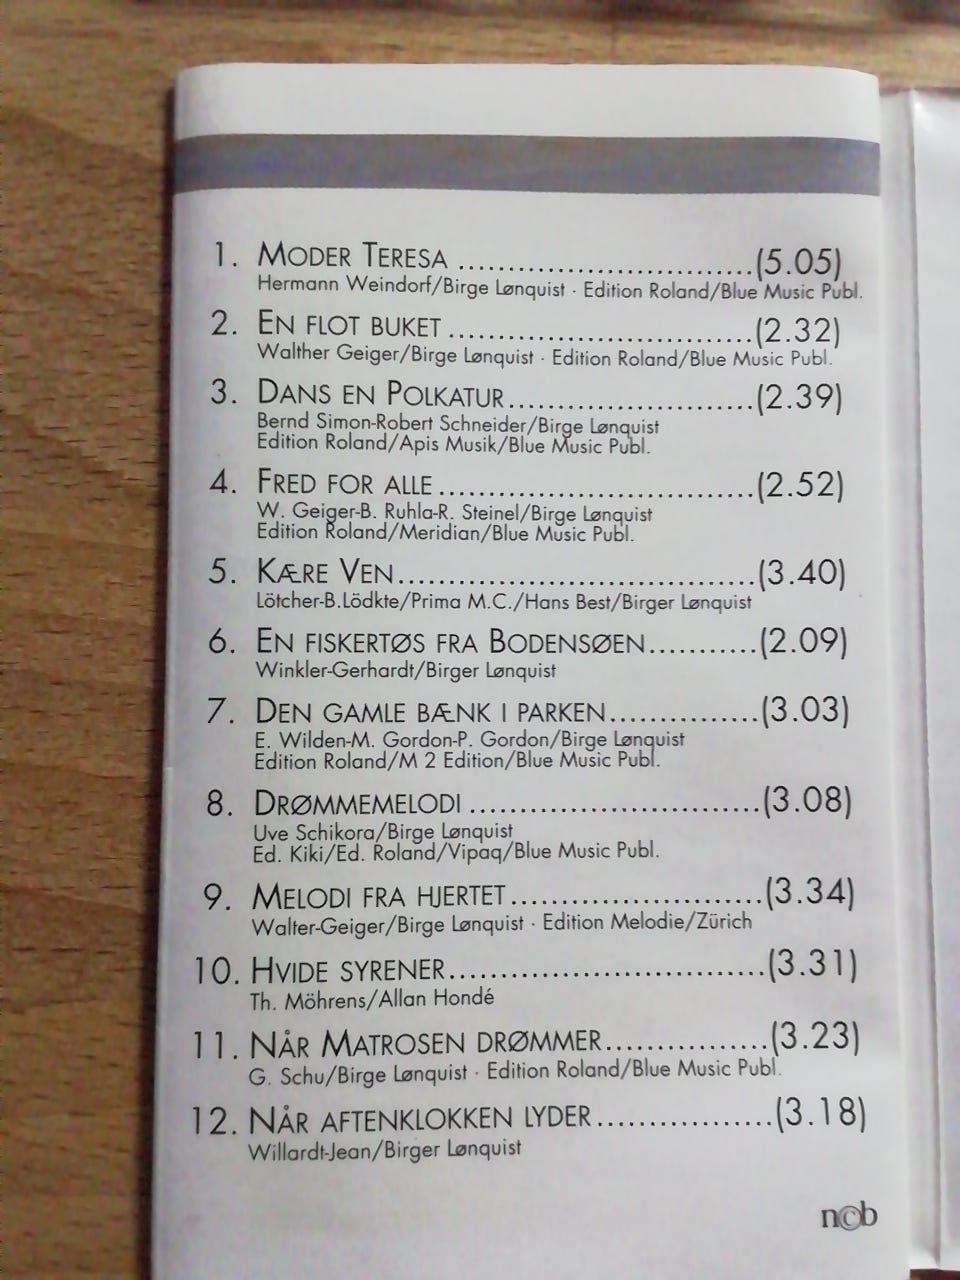 1. MODER TERESA ............................. (5.05)
Hermann Weindorf/Birge Lønquist · Edition Roland/Blue Music Publ.
2. EN FLOT BUKET .............................. (2.32)
Walther Geiger/Birge Lønquist · Edition Roland/Blue Music Publ.
3. DANS EN POLKATUR ........................ (2.39)
Bernd Simon-Robert Schneider/Birge Lønquist
Edition Roland/Apis Musik/Blue Music Publ.
4. FRED FOR ALLE ............................... (2.52)
W. Geiger-B. Ruhla-R. Steinel/Birge Lønquist
Edition Roland/Meridian/Blue Music Publ.
5. KÆRE VEN ................................... (3.40)
Lötcher-B.Lödkte/Prima M.C./Hans Best/Birger Lønquist
6. EN FISKERTØS FRA BODENSØEN ........... (2.09)
Winkler-Gerhardt/Birger Lønquist
7. DEN GAMLE BÆNK I PARKEN ............... (3.03)
E. Wilden-M. Gordon-P. Gordon/Birge Lønquist
Edition Roland/M 2 Edition/Blue Music Publ.
8. DRØMMEMELODI ............................. (3.08)
Uve Schikora/Birge Lønquist
Ed. Kiki/Ed. Roland/Vipaq/Blue Music Publ.
9. MELODI FRA HJERTET ......................... (3.34)
Walter-Geiger/Birge Lønquist · Edition Melodie/Zürich
10. HVIDE SYRENER ............................... (3.31)
Th. Möhrens/Allan Hondé
11. NÅR MATROSEN DRØMMER ................ (3.23)
G. Schu/Birge Lønquist · Edition Roland/Blue Music Publ.
12. NÅR AFTENKLOKKEN LYDER ................. (3.18)
Willardt-Jean/Birger Lønquist
n©b